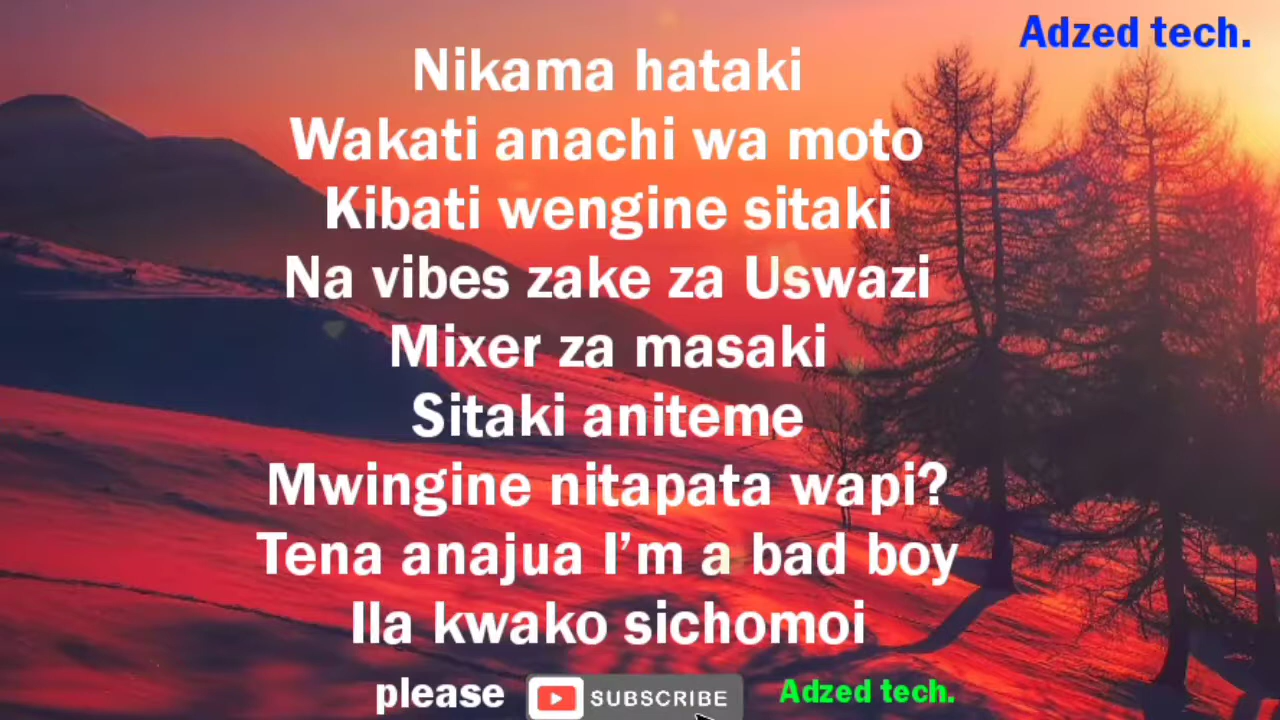 Adzed tech.
Nikama hataki
Wakati anachi wa moto
Kibati wengine sitaki
Na vibes zake za Uswazi
Mixer za masaki
Sitaki aniteme
Mwingine nitapata wapi?
Tena anajua I'm a bad boy
Ila kwako sichomoi
please SUBSCRIBE Adzed tech.